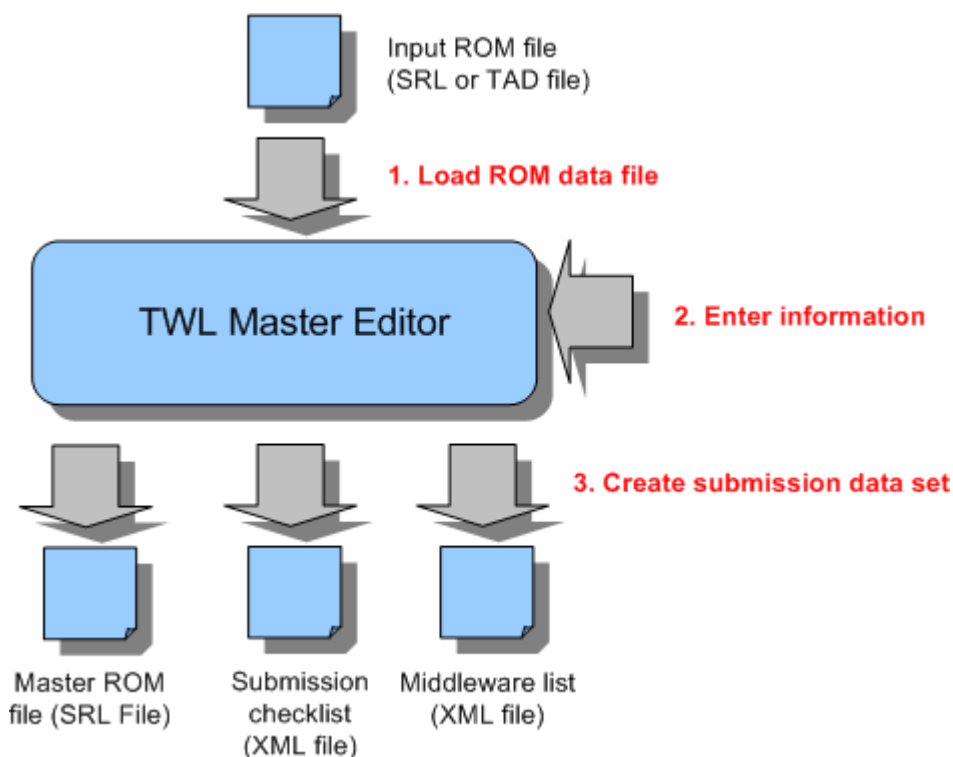 Input ROM file
(SRL or TAD file)
1. Load ROM data file
TWL Master Editor
2. Enter information
3. Create submission data set
Master ROM
file (SRL File)
Submission
checklist
(XML file)
Middleware list
(XML file)